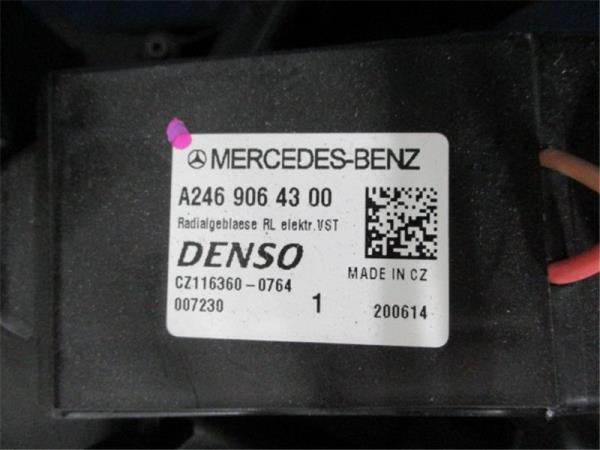 MERCEDES-BENZ
A246 906 43 00
Radialgeblaese RL elektr.VST
DENSO
MADE IN CZ
CZ116360-0764
007230 1 200614